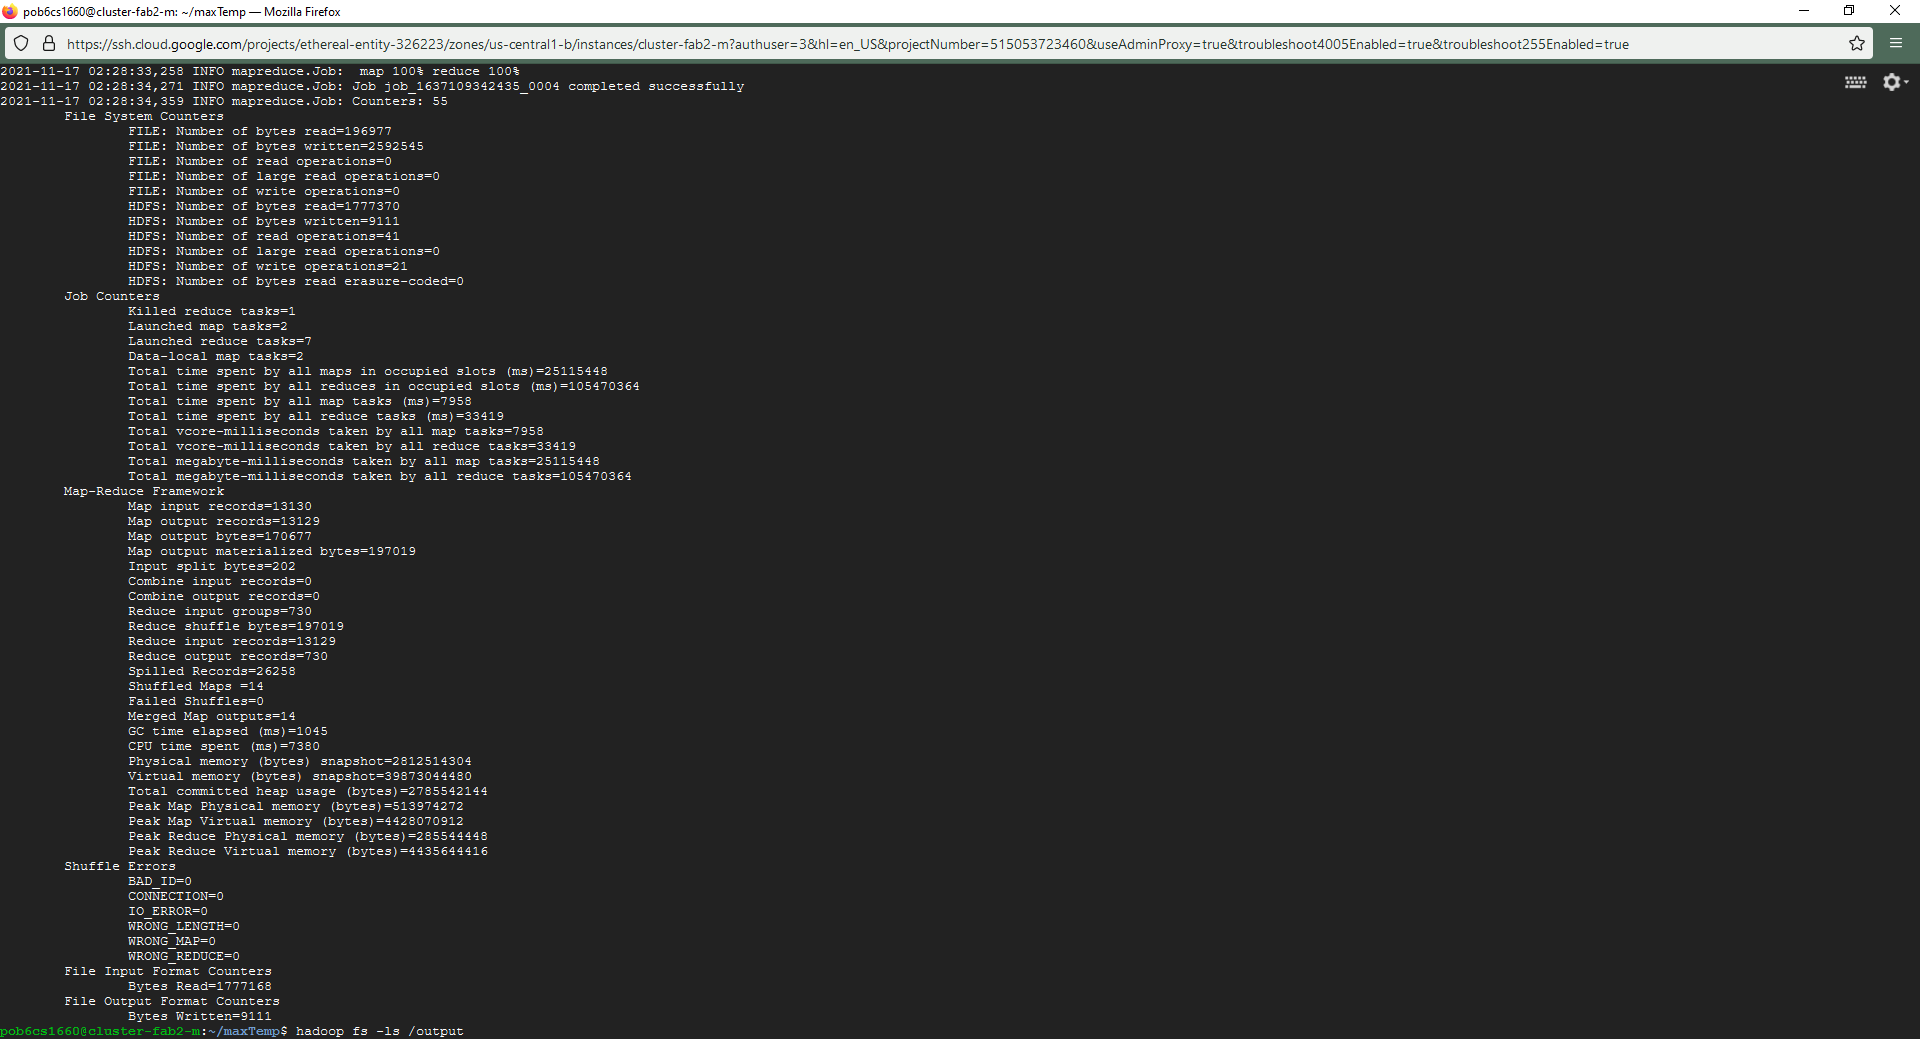 pob6cs1660@cluster-fab2-m: ~/maxTemp — Mozilla Firefox
https://ssh.cloud.google.com/projects/ethereal-entity-326223/zones/us-central1-b/instances/cluster-fab2-m?authuser=3&hl=en_US&projectNumber=515053723460&useAdminProxy=true&troubleshoot4005Enabled=true&troubleshoot255Enabled=true
2021-11-17 02:28:33,258 INFO mapreduce.Job:  map 100% reduce 100%
2021-11-17 02:28:34,271 INFO mapreduce.Job: Job job_1637109342435_0004 completed successfully
2021-11-17 02:28:34,359 INFO mapreduce.Job: Counters: 55
File System Counters
FILE: Number of bytes read=196977
FILE: Number of bytes written=2592545
FILE: Number of read operations=0
FILE: Number of large read operations=0
FILE: Number of write operations=0
HDFS: Number of bytes read=1777370
HDFS: Number of bytes written=9111
HDFS: Number of read operations=41
HDFS: Number of large read operations=0
HDFS: Number of write operations=21
HDFS: Number of bytes read erasure-coded=0
Job Counters
Killed reduce tasks=1
Launched map tasks=2
Launched reduce tasks=7
Data-local map tasks=2
Total time spent by all maps in occupied slots (ms)=25115448
Total time spent by all reduces in occupied slots (ms)=105470364
Total time spent by all map tasks (ms)=7958
Total time spent by all reduce tasks (ms)=33419
Total vcore-milliseconds taken by all map tasks=7958
Total vcore-milliseconds taken by all reduce tasks=33419
Total megabyte-milliseconds taken by all map tasks=25115448
Total megabyte-milliseconds taken by all reduce tasks=105470364
Map-Reduce Framework
Map input records=13130
Map output records=13129
Map output bytes=170677
Map output materialized bytes=197019
Input split bytes=202
Combine input records=0
Combine output records=0
Reduce input groups=730
Reduce shuffle bytes=197019
Reduce input records=13129
Reduce output records=730
Spilled Records=26258
Shuffled Maps =14
Failed Shuffles=0
Merged Map outputs=14
GC time elapsed (ms)=1045
CPU time spent (ms)=7380
Physical memory (bytes) snapshot=2812514304
Virtual memory (bytes) snapshot=39873044480
Total committed heap usage (bytes)=2785542144
Peak Map Physical memory (bytes)=513974272
Peak Map Virtual memory (bytes)=4428070912
Peak Reduce Physical memory (bytes)=285544448
Peak Reduce Virtual memory (bytes)=4435644416
Shuffle Errors
BAD_ID=0
CONNECTION=0
IO_ERROR=0
WRONG_LENGTH=0
WRONG_MAP=0
WRONG_REDUCE=0
File Input Format Counters
Bytes Read=1777168
File Output Format Counters
Bytes Written=9111
pob6cs1660@cluster-fab2-m:~/maxTemp$ hadoop fs -ls /output